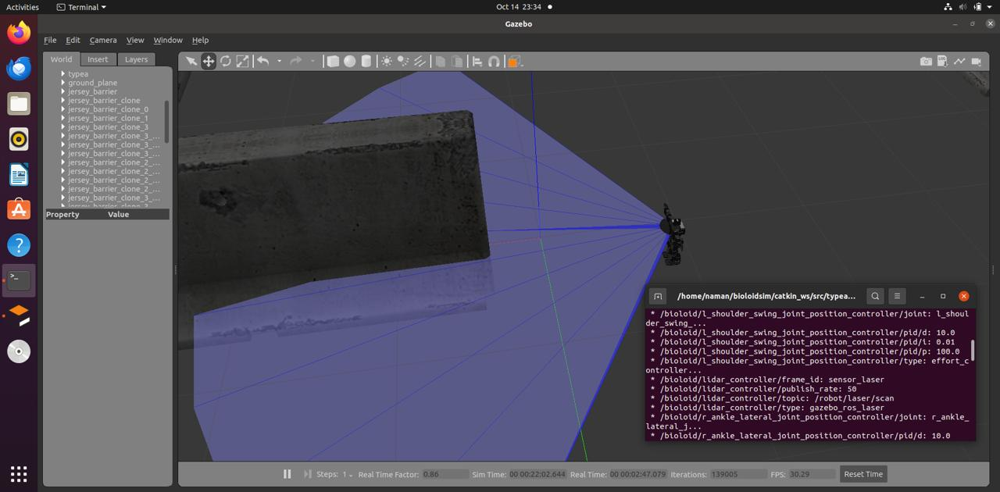 Activities Terminal Oct 14 23:34
Gazebo
File Edit Camera View Window Help
World Insert Layers
typea
ground_plane
jersey_barrier
jersey_barrier_clone
jersey_barrier_clone_0
jersey_barrier_clone_1
jersey_barrier_clone_3
jersey_barrier_clone_3_...
jersey_barrier_clone_3_...
jersey_barrier_clone_3_...
jersey_barrier_clone_2_...
jersey_barrier_clone_2_...
jersey_barrier_clone_2_...
jersey_barrier_clone_2_...
jersey_barrier_clone_3_...
Property Value
/home/naman/bioloidsim/catkin_ws/src/typea...
* /bioloid/l_shoulder_swing_joint_position_controller/joint: l_shoul
der_swing_...
* /bioloid/l_shoulder_swing_joint_position_controller/pid/d: 10.0
* /bioloid/l_shoulder_swing_joint_position_controller/pid/i: 0.01
* /bioloid/l_shoulder_swing_joint_position_controller/pid/p: 100.0
* /bioloid/l_shoulder_swing_joint_position_controller/type: effort_c
ontroller...
* /bioloid/lidar_controller/frame_id: sensor_laser
* /bioloid/lidar_controller/publish_rate: 50
* /bioloid/lidar_controller/topic: /robot/laser/scan
* /bioloid/lidar_controller/type: gazebo_ros_laser
* /bioloid/r_ankle_lateral_joint_position_controller/joint: r_ankle_
lateral_j...
* /bioloid/r_ankle_lateral_joint_position_controller/pid/d: 10.0
Steps: 1 Real Time Factor: 0.86 Sim Time: 00 00:22:02.644 Real Time: 00 00:02:47.079 Iterations: 139005 FPS: 30.29 Reset Time